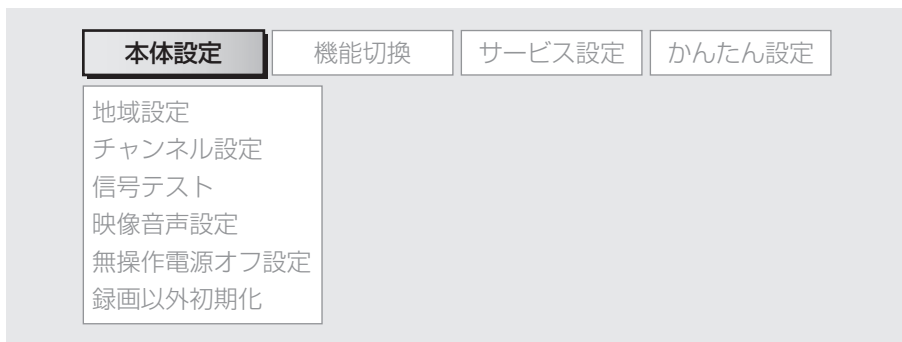 本体設定 機能切換 サービス設定 かんたん設定
地域設定
チャンネル設定
信号テスト
映像音声設定
無操作電源オフ設定
録画以外初期化